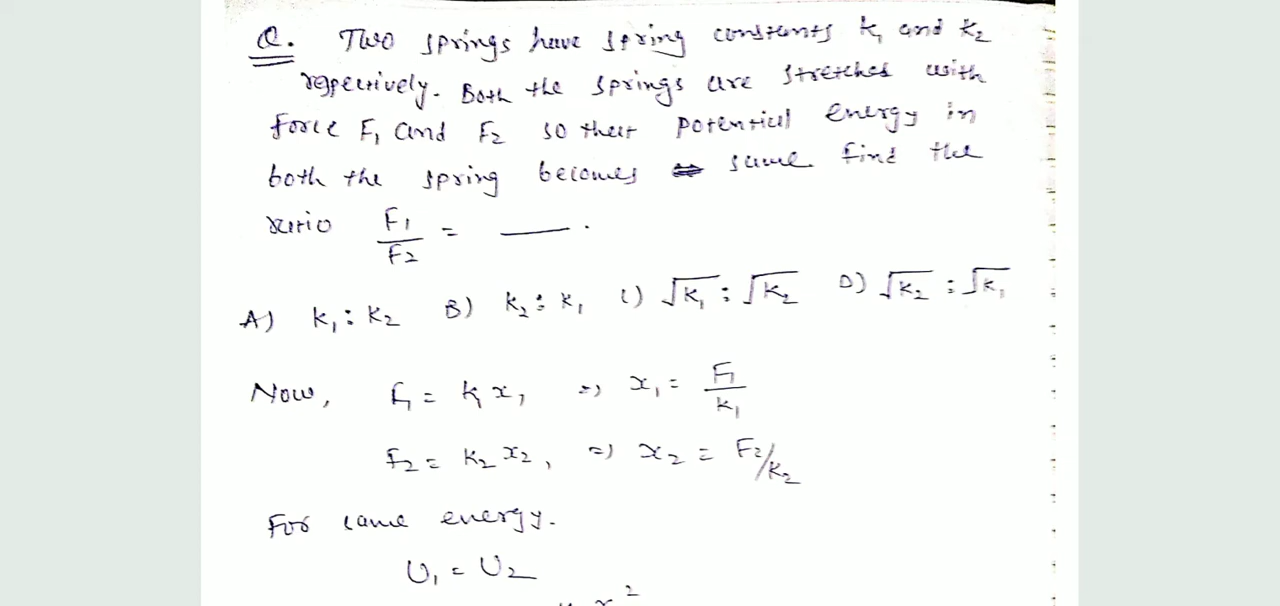 Q. Two springs have spring constants k₁ and k₂
respectively. Both the springs are stretched with
force F₁ and F₂ so that potential energy in
both the spring becomes same. find the
ratio F₁/F₂ = ___.
A) k₁ : k₂ B) k₂ : k₁ C) √k₁ : √k₂ D) √k₂ : √k₁
Now, F₁ = k₁x₁ ⇒ x₁ = F₁/k₁
F₂ = k₂x₂, ⇒ x₂ = F₂/k₂
For same energy.
U₁ = U₂